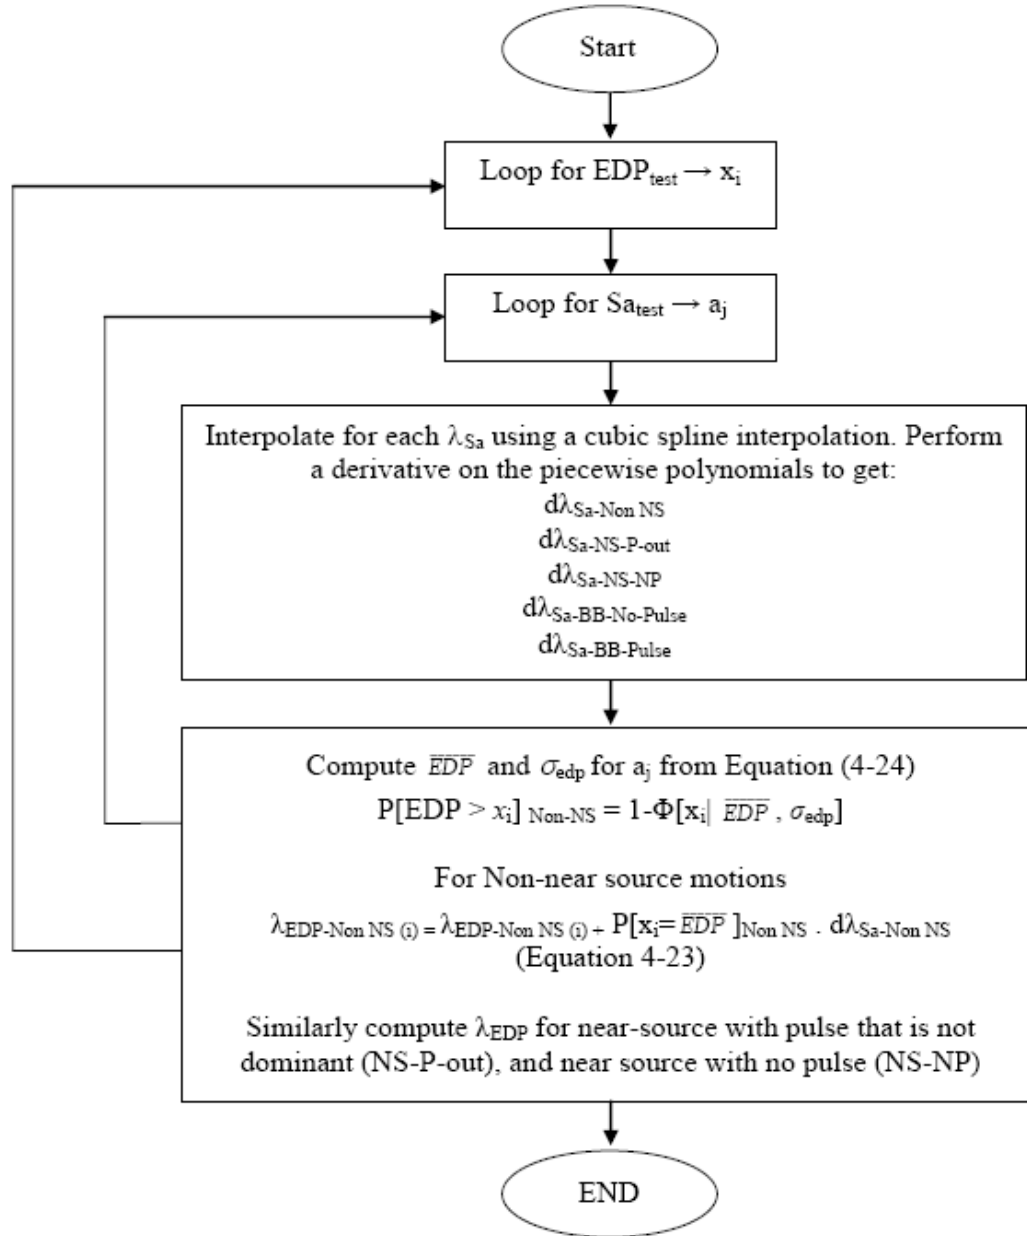 Start
Loop for EDPtest → xi
Loop for Satest → aj
Interpolate for each λSa using a cubic spline interpolation. Perform
a derivative on the piecewise polynomials to get:
dλSa-Non NS
dλSa-NS-P-out
dλSa-NS-NP
dλSa-BB-No-Pulse
dλSa-BB-Pulse
Compute E̅D̅P̅ and σedp for aj from Equation (4-24)
P[EDP > xi] Non-NS = 1-Φ[xi| E̅D̅P̅ , σedp]
For Non-near source motions
λEDP-Non NS (i) = λEDP-Non NS (i) + P[xi=E̅D̅P̅ ]Non NS . dλSa-Non NS
(Equation 4-23)
Similarly compute λEDP for near-source with pulse that is not
dominant (NS-P-out), and near source with no pulse (NS-NP)
END